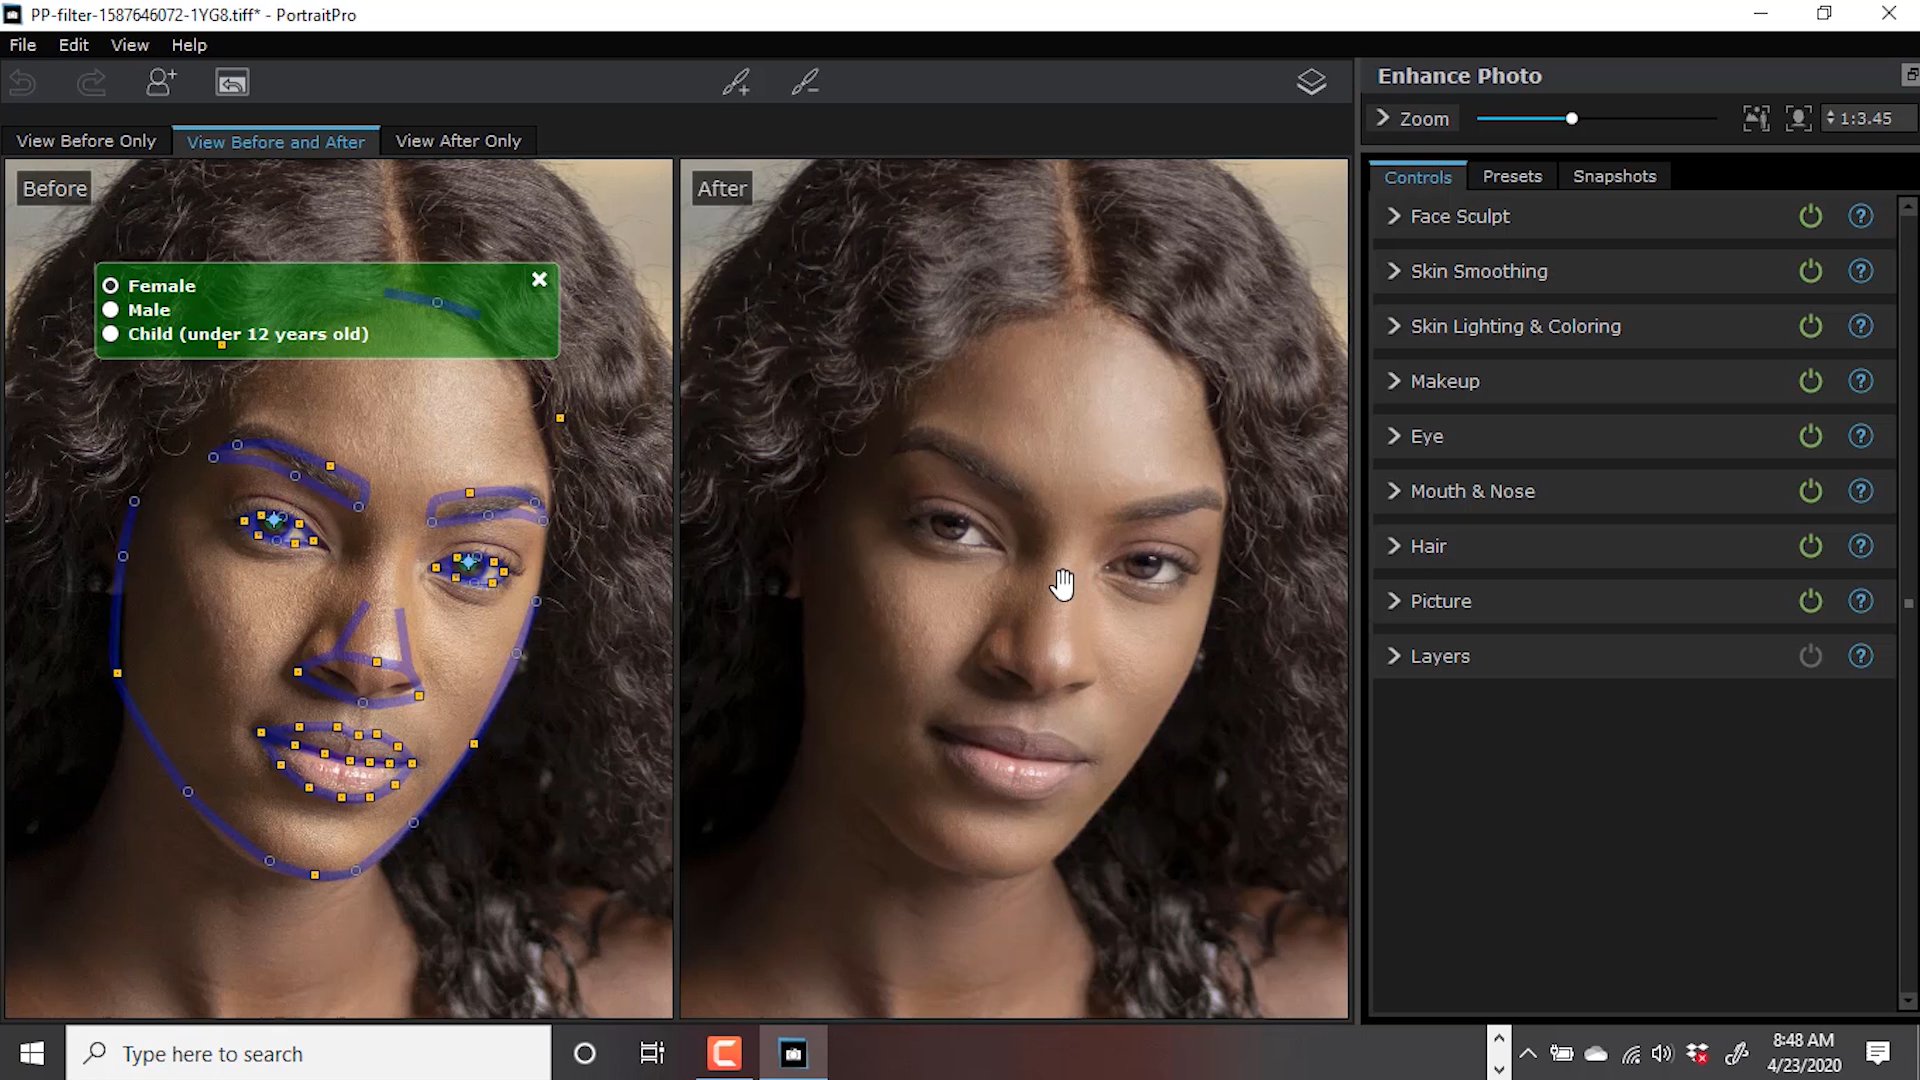 PP-filter-1587646072-1YG8.tiff* - PortraitPro
File Edit View Help
Enhance Photo
Zoom 1:3.45
View Before Only View Before and After View After Only
Controls Presets Snapshots
Before
After
Female
Male
Child (under 12 years old)
Face Sculpt ?
Skin Smoothing ?
Skin Lighting & Coloring ?
Makeup ?
Eye ?
Mouth & Nose ?
Hair ?
Picture ?
Layers ?
Type here to search
C
8:48 AM
4/23/2020